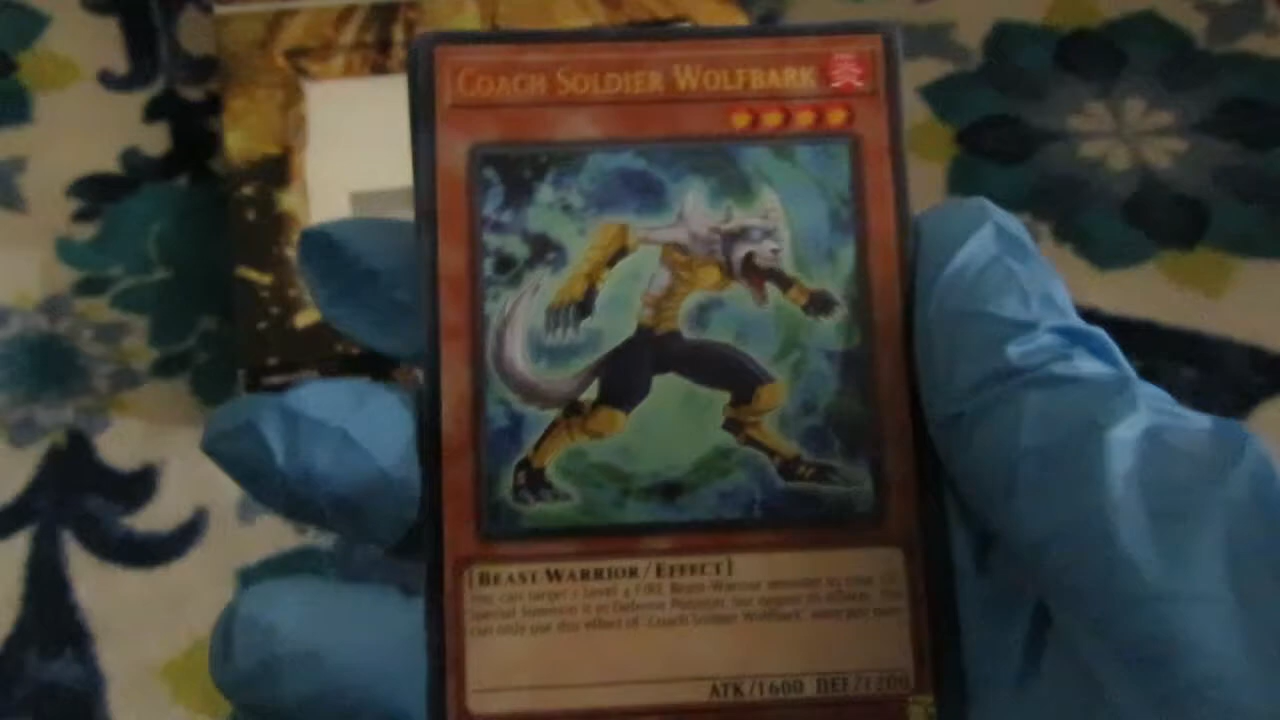 COACH SOLDIER WOLFBARK 炎
[BEAST-WARRIOR/EFFECT]
You can target 1 Level 4 FIRE Beast-Warrior monster in your
Special Summon it in Defense Position, but its effects. You
can only use this effect of "Coach Soldier Wolfbark" once per turn.
ATK/1600 DEF/1200